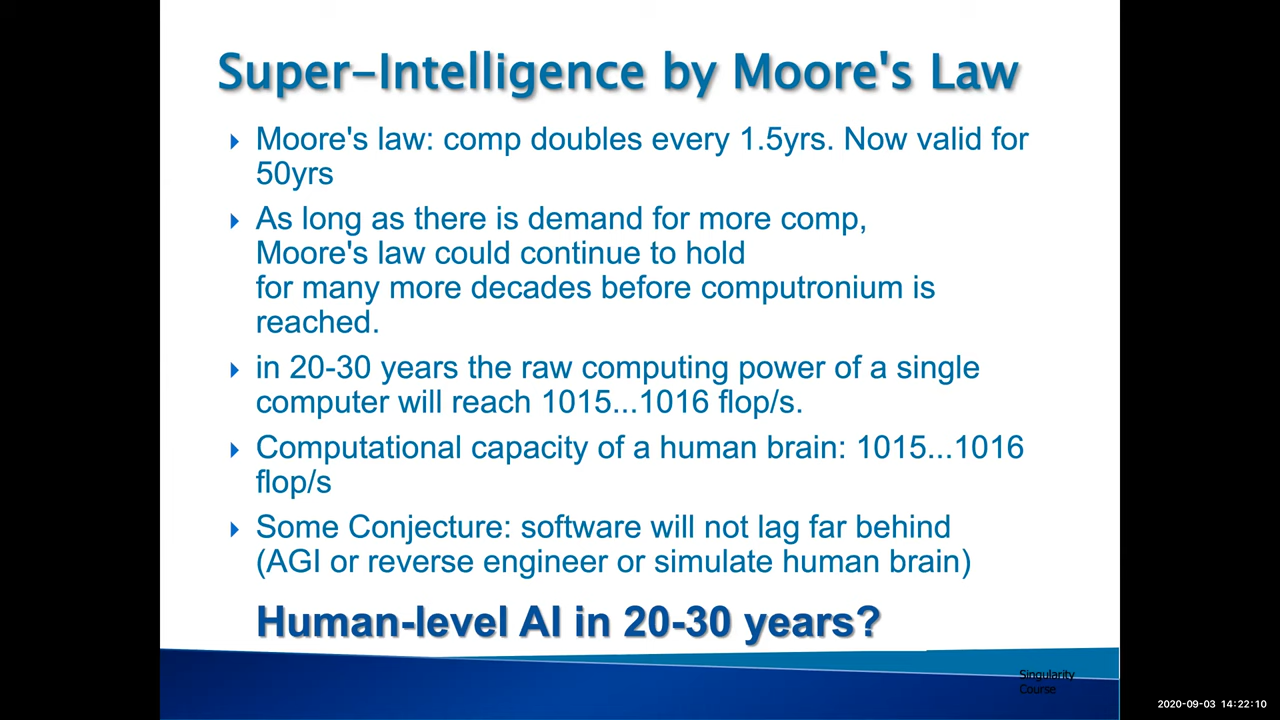 Super-Intelligence by Moore's Law
Moore's law: comp doubles every 1.5yrs. Now valid for
50yrs
As long as there is demand for more comp,
Moore's law could continue to hold
for many more decades before computronium is
reached.
in 20-30 years the raw computing power of a single
computer will reach 1015...1016 flop/s.
Computational capacity of a human brain: 1015...1016
flop/s
Some Conjecture: software will not lag far behind
(AGI or reverse engineer or simulate human brain)
Human-level AI in 20-30 years?
Singularity
Course
2020-09-03 14:22:10